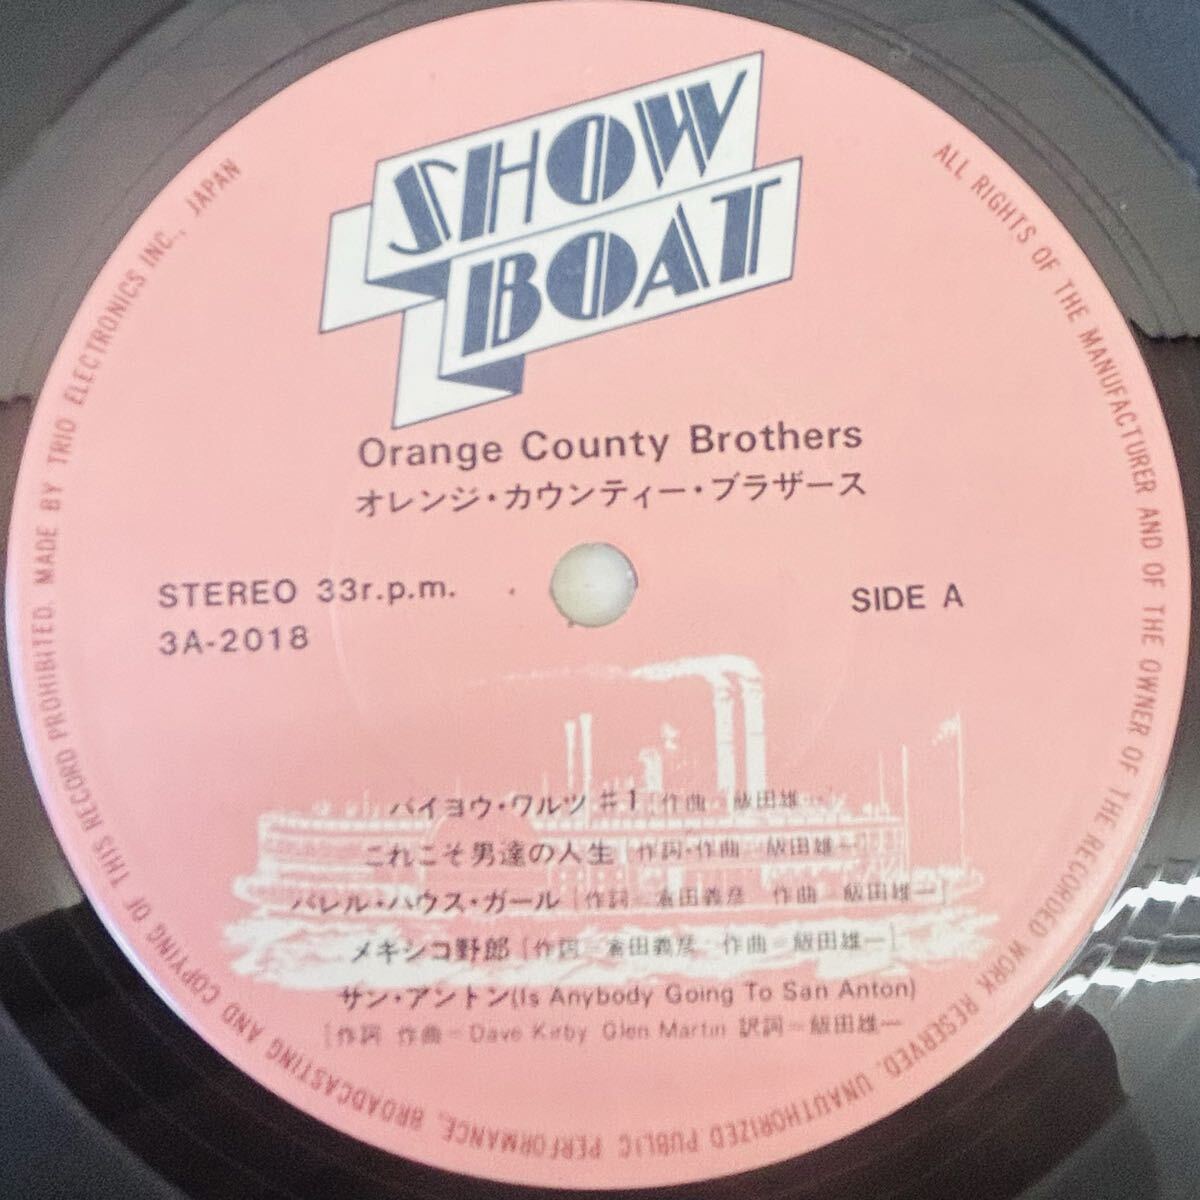 SHOW
BOAT
Orange County Brothers
オレンジ・カウンティー・ブラザース
STEREO 33r.p.m.
3A-2018
SIDE A
バイヨウ・ワルツ #1 [作曲 飯田雄一
これこそ男達の人生 [作詞・作曲 飯田雄一]
バレル・ハウス・ガール [作詞=倉田義彦 作曲=飯田雄一]
メキシコ野郎 [作詞=倉田義彦 作曲=飯田雄一]
サン・アントン(Is Anybody Going To San Anton)
[作詞 作曲=Dave Kirby Glen Martin 訳詞=飯田雄一
ALL RIGHTS OF THE MANUFACTURER AND OF THE OWNER OF THE RECORDED WORK RESERVED. UNAUTHORIZED PUBLIC PERFORMANCE, BROADCASTING AND COPYING OF THIS RECORD PROHIBITED. MADE BY TRIO ELECTRONICS INC., JAPAN